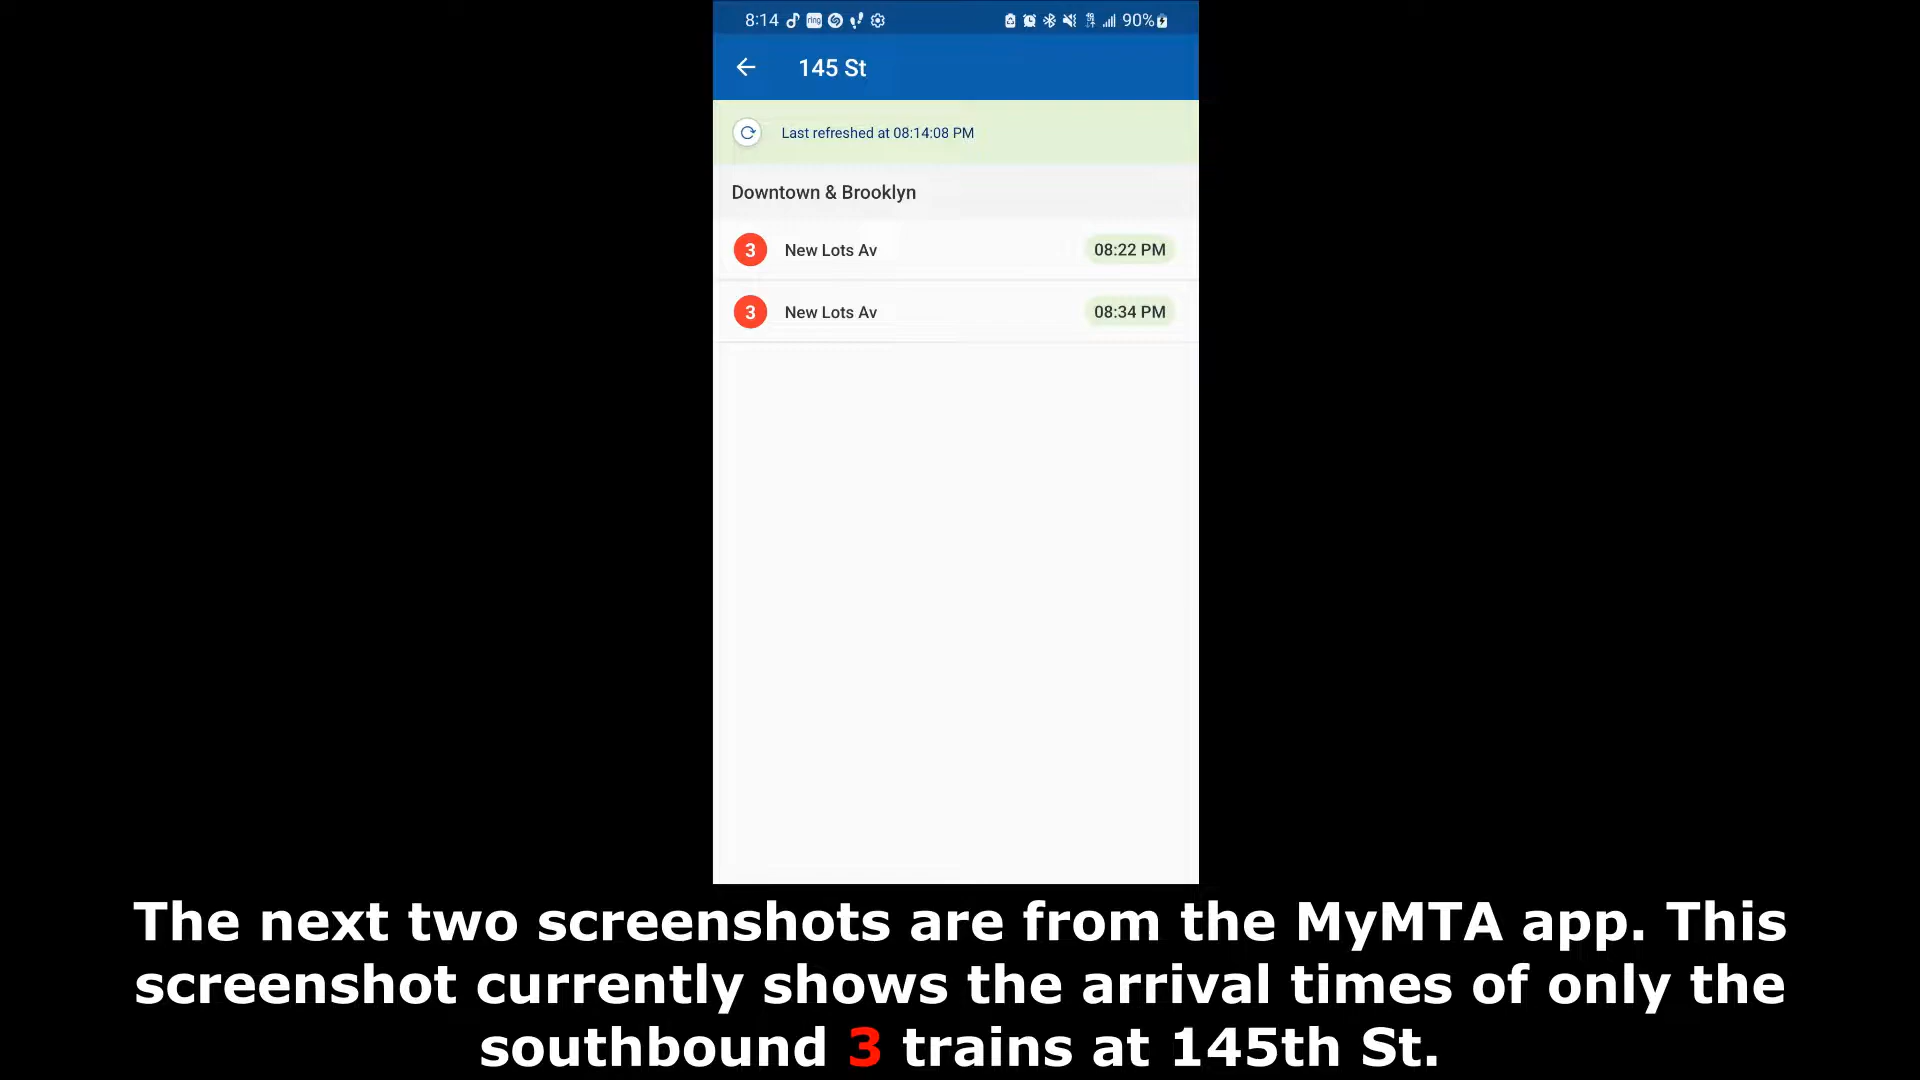 8:14 ring 90%
145 St
Last refreshed at 08:14:08 PM
Downtown & Brooklyn
3 New Lots Av 08:22 PM
3 New Lots Av 08:34 PM
The next two screenshots are from the MyMTA app. This
screenshot currently shows the arrival times of only the
southbound 3 trains at 145th St.